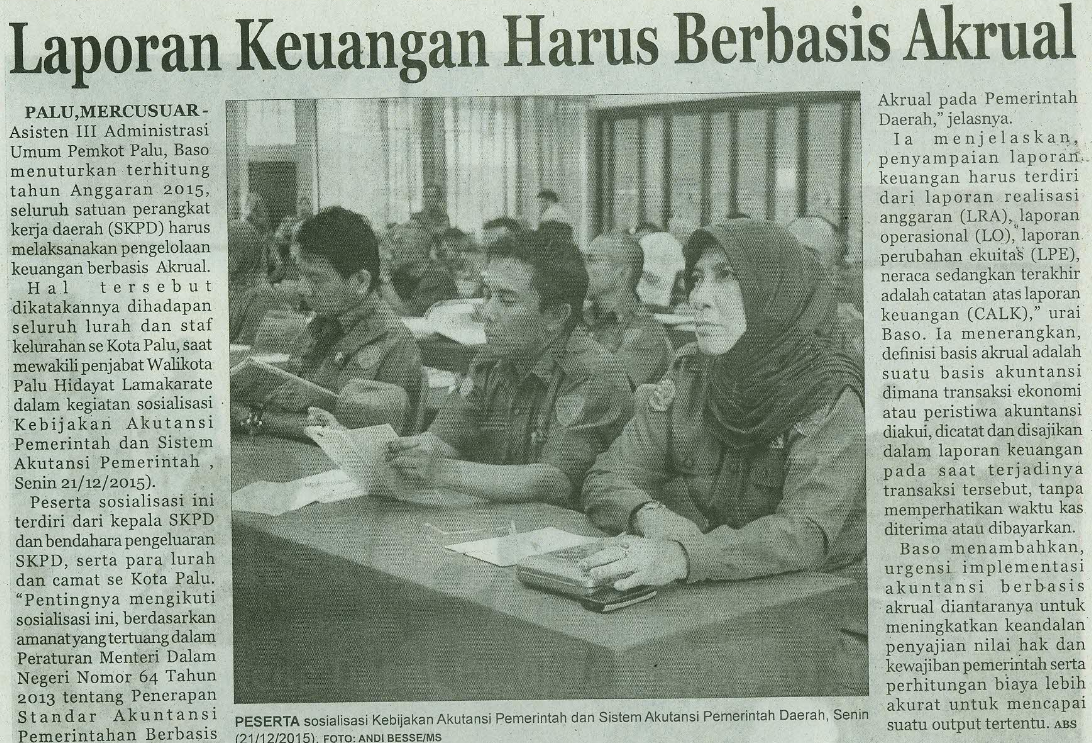 Laporan Keuangan Harus Berbasis Akrual
PALU,MERCUSUAR-
Asisten III Administrasi
Umum Pemkot Palu, Baso
menuturkan terhitung
tahun Anggaran 2015,
seluruh satuan perangkat
kerja daerah (SKPD) harus
melaksanakan pengelolaan
keuangan berbasis Akrual.
Hal tersebut
dikatakannya dihadapan
seluruh lurah dan staf
kelurahan se Kota Palu, saat
mewakili penjabat Walikota
Palu Hidayat Lamakarate
dalam kegiatan sosialisasi
Kebijakan Akutansi
Pemerintah dan Sistem
Akutansi Pemerintah ,
Senin 21/12/2015).
Peserta sosialisasi ini
terdiri dari kepala SKPD
dan bendahara pengeluaran
SKPD, serta para lurah
dan camat se Kota Palu.
“Pentingnya mengikuti
sosialisasi ini, berdasarkan
amanat yang tertuang dalam
Peraturan Menteri Dalam
Negeri Nomor 64 Tahun
2013 tentang Penerapan
Standar Akuntansi
Pemerintahan Berbasis
PESERTA sosialisasi Kebijakan Akutansi Pemerintah dan Sistem Akutansi Pemerintah Daerah, Senin
(21/12/2015). FOTO: ANDI BESSE/MS
Akrual pada Pemerintah
Daerah,” jelasnya.
Ia menjelaskan,
penyampaian laporan
keuangan harus terdiri
dari laporan realisasi
anggaran (LRA), laporan
operasional (LO), laporan
perubahan ekuitas (LPE),
neraca sedangkan terakhir
adalah catatan atas laporan
keuangan (CALK),” urai
Baso. Ia menerangkan,
definisi basis akrual adalah
suatu basis akuntansi
dimana transaksi ekonomi
atau peristiwa akuntansi
diakui, dicatat dan disajikan
dalam laporan keuangan
pada saat terjadinya
transaksi tersebut, tanpa
memperhatikan waktu kas
diterima atau dibayarkan.
Baso menambahkan,
urgensi implementasi
akuntansi berbasis
akrual diantaranya untuk
meningkatkan keandalan
penyajian nilai hak dan
kewajiban pemerintah serta
perhitungan biaya lebih
akurat untuk mencapai
suatu output tertentu. ABS